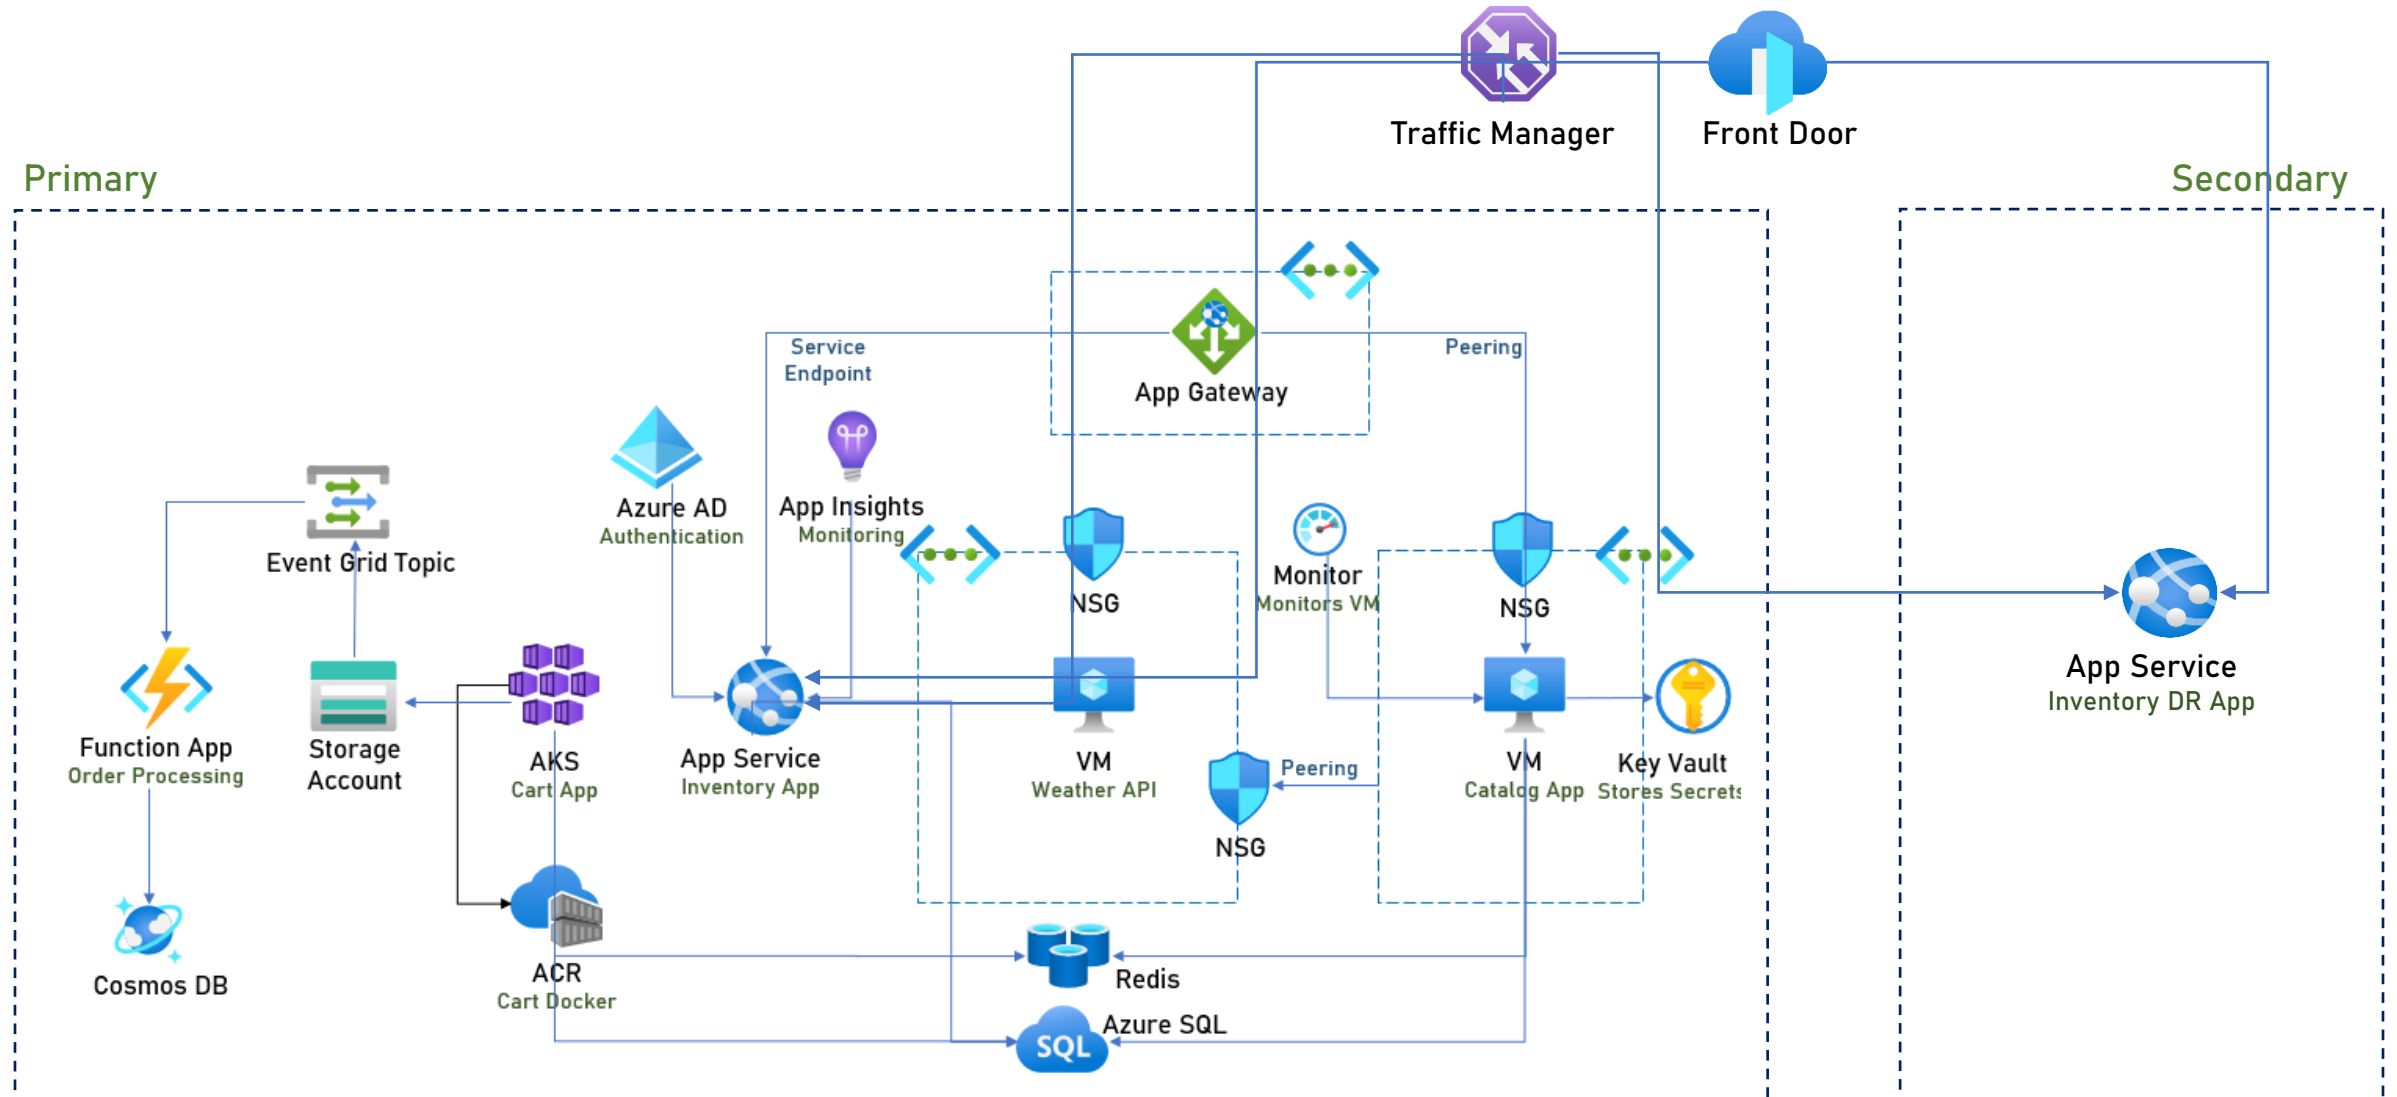 Traffic Manager
Front Door
Primary
Secondary
Service
Endpoint
Peering
App Gateway
Azure AD
Authentication
App Insights
Monitoring
Event Grid Topic
NSG
Monitor
Monitors VM
NSG
Function App
Order Processing
Storage
Account
AKS
Cart App
App Service
Inventory App
VM
Weather API
Peering
NSG
VM
Catalog App
Key Vault
Stores Secrets
App Service
Inventory DR App
Cosmos DB
ACR
Cart Docker
Redis
Azure SQL
SQL